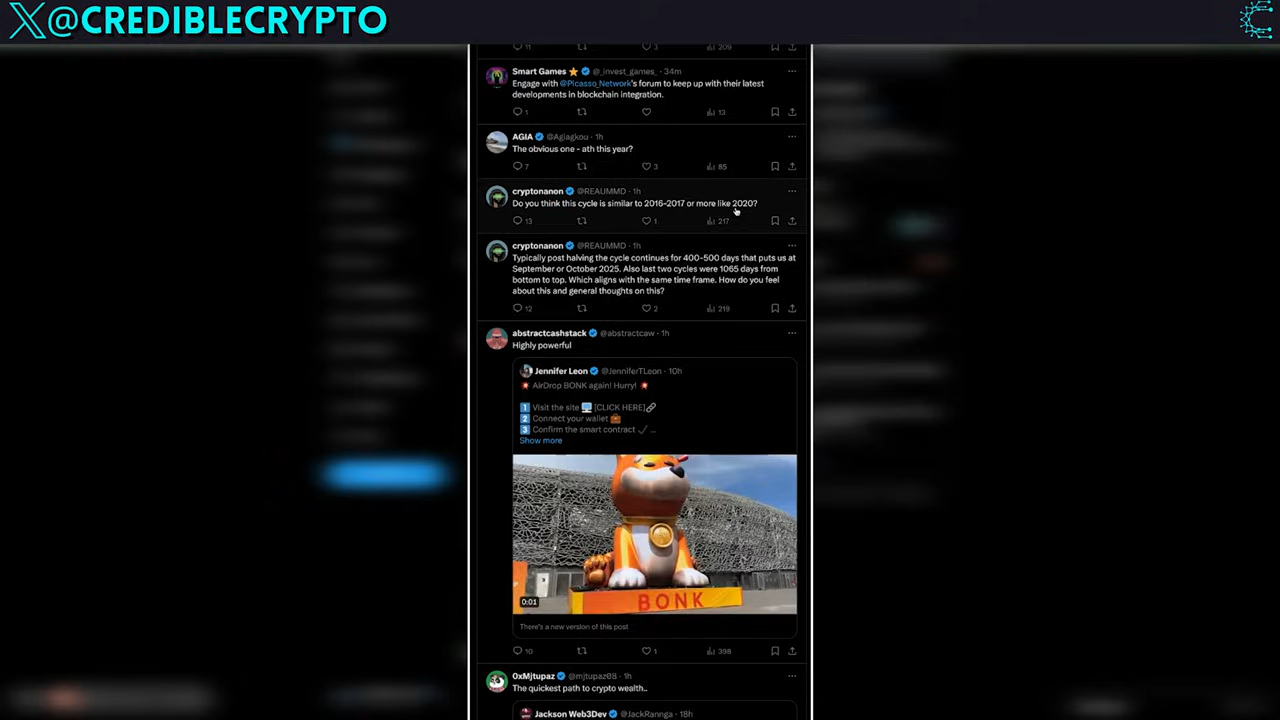 X@CREDIBLECRYPTO
11 3 209
Smart Games @_invest_games_ · 34m
Engage with @Picasso_Network's forum to keep up with their latest
developments in blockchain integration.
1 13
AGIA @Agiagkou · 1h
The obvious one - ath this year?
7 3 85
cryptonanon @REAUMMD · 1h
Do you think this cycle is similar to 2016-2017 or more like 2020?
13 1 217
cryptonanon @REAUMMD · 1h
Typically post halving the cycle continues for 400-500 days that puts us at
September or October 2025. Also last two cycles were 1065 days from
bottom to top. Which aligns with the same time frame. How do you feel
about this and general thoughts on this?
12 2 219
abstractcashstack @abstractcaw · 1h
Highly powerful
Jennifer Leon @JenniferTLeon · 10h
💥 AirDrop BONK again! Hurry! 💥
1️⃣ Visit the site 🖥️ [CLICK HERE]🔗
2️⃣ Connect your wallet 💼
3️⃣ Confirm the smart contract ✓ ...
Show more
BONK
0:01
There's a new version of this post
10 1 398
0xMjtupaz @mjtupaz08 · 1h
The quickest path to crypto wealth..
Jackson Web3Dev @JackRannga · 18h